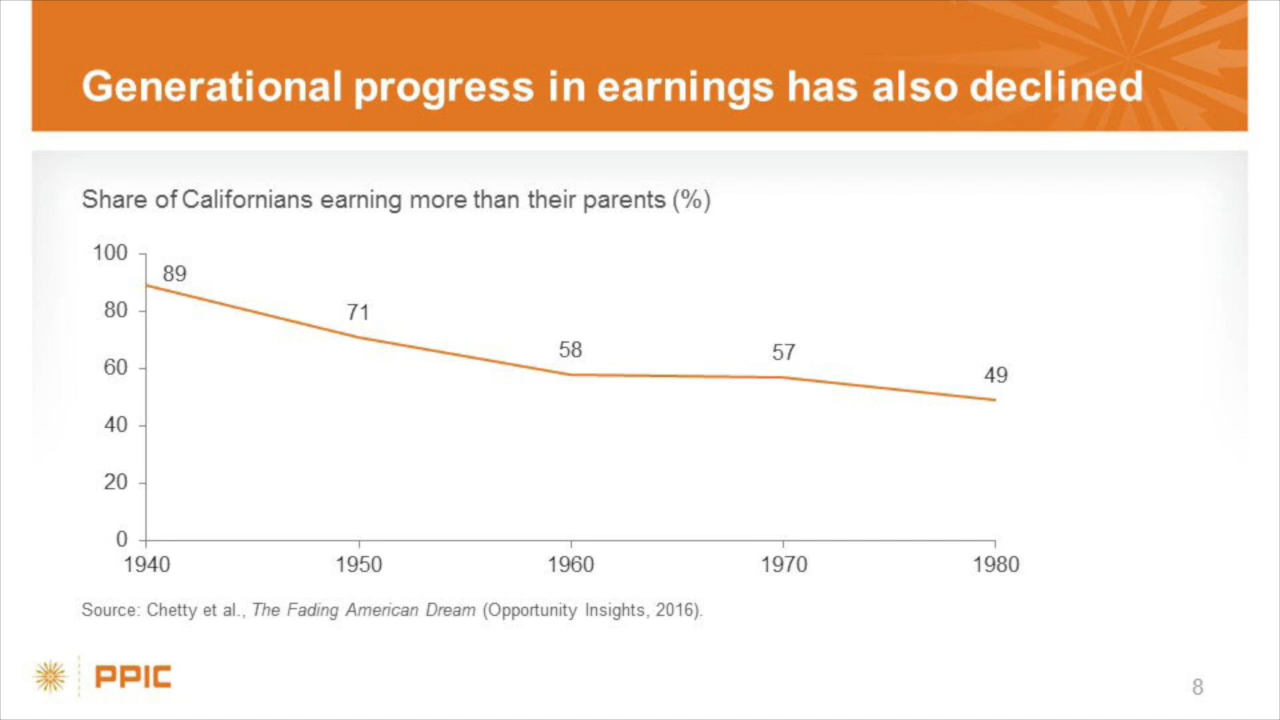 Generational progress in earnings has also declined
Share of Californians earning more than their parents (%)
100
89
80
71
60
58
57
49
40
20
0
1940 1950 1960 1970 1980
Source: Chetty et al., The Fading American Dream (Opportunity Insights, 2016).
PPIC
8